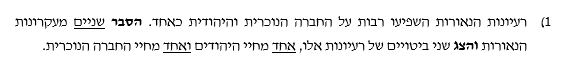 1) רעיונות הנאורות השפיעו רבות על החברה הנוכרית והיהודית כאחד. הסבר שניים מעקרונות
הנאורות והצג שני ביטויים של רעיונות אלו, אחד מחיי היהודים ואחד מחיי החברה הנוכרית.